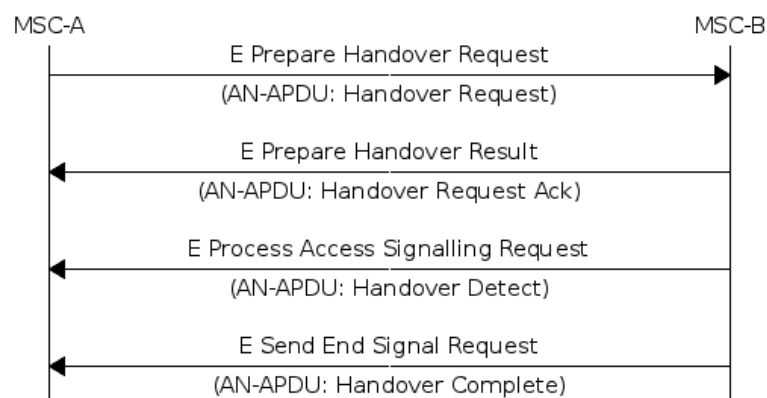 MSC-A
MSC-B
E Prepare Handover Request
(AN-APDU: Handover Request)
E Prepare Handover Result
(AN-APDU: Handover Request Ack)
E Process Access Signalling Request
(AN-APDU: Handover Detect)
E Send End Signal Request
(AN-APDU: Handover Complete)